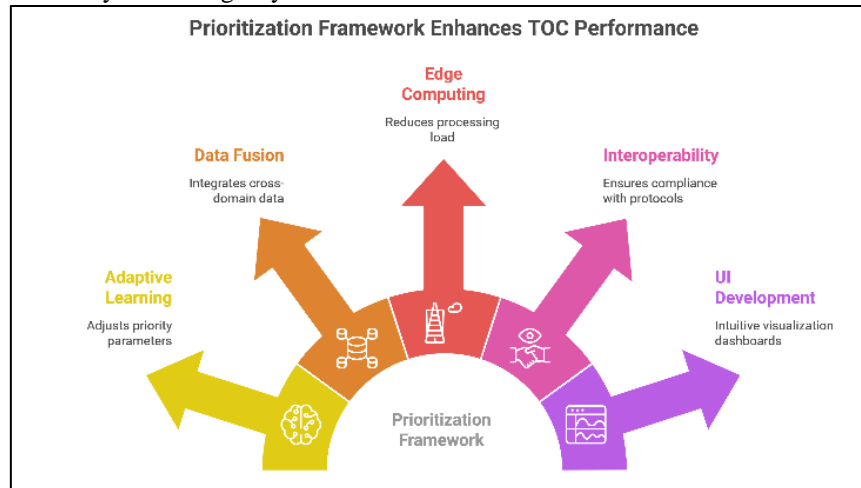 Prioritization Framework Enhances TOC Performance
Edge
Computing
Reduces processing
load
Data Fusion
Integrates cross-
domain data
Interoperability
Ensures compliance
with protocols
Adaptive
Learning
Adjusts priority
parameters
UI
Development
Intuitive visualization
dashboards
Prioritization
Framework